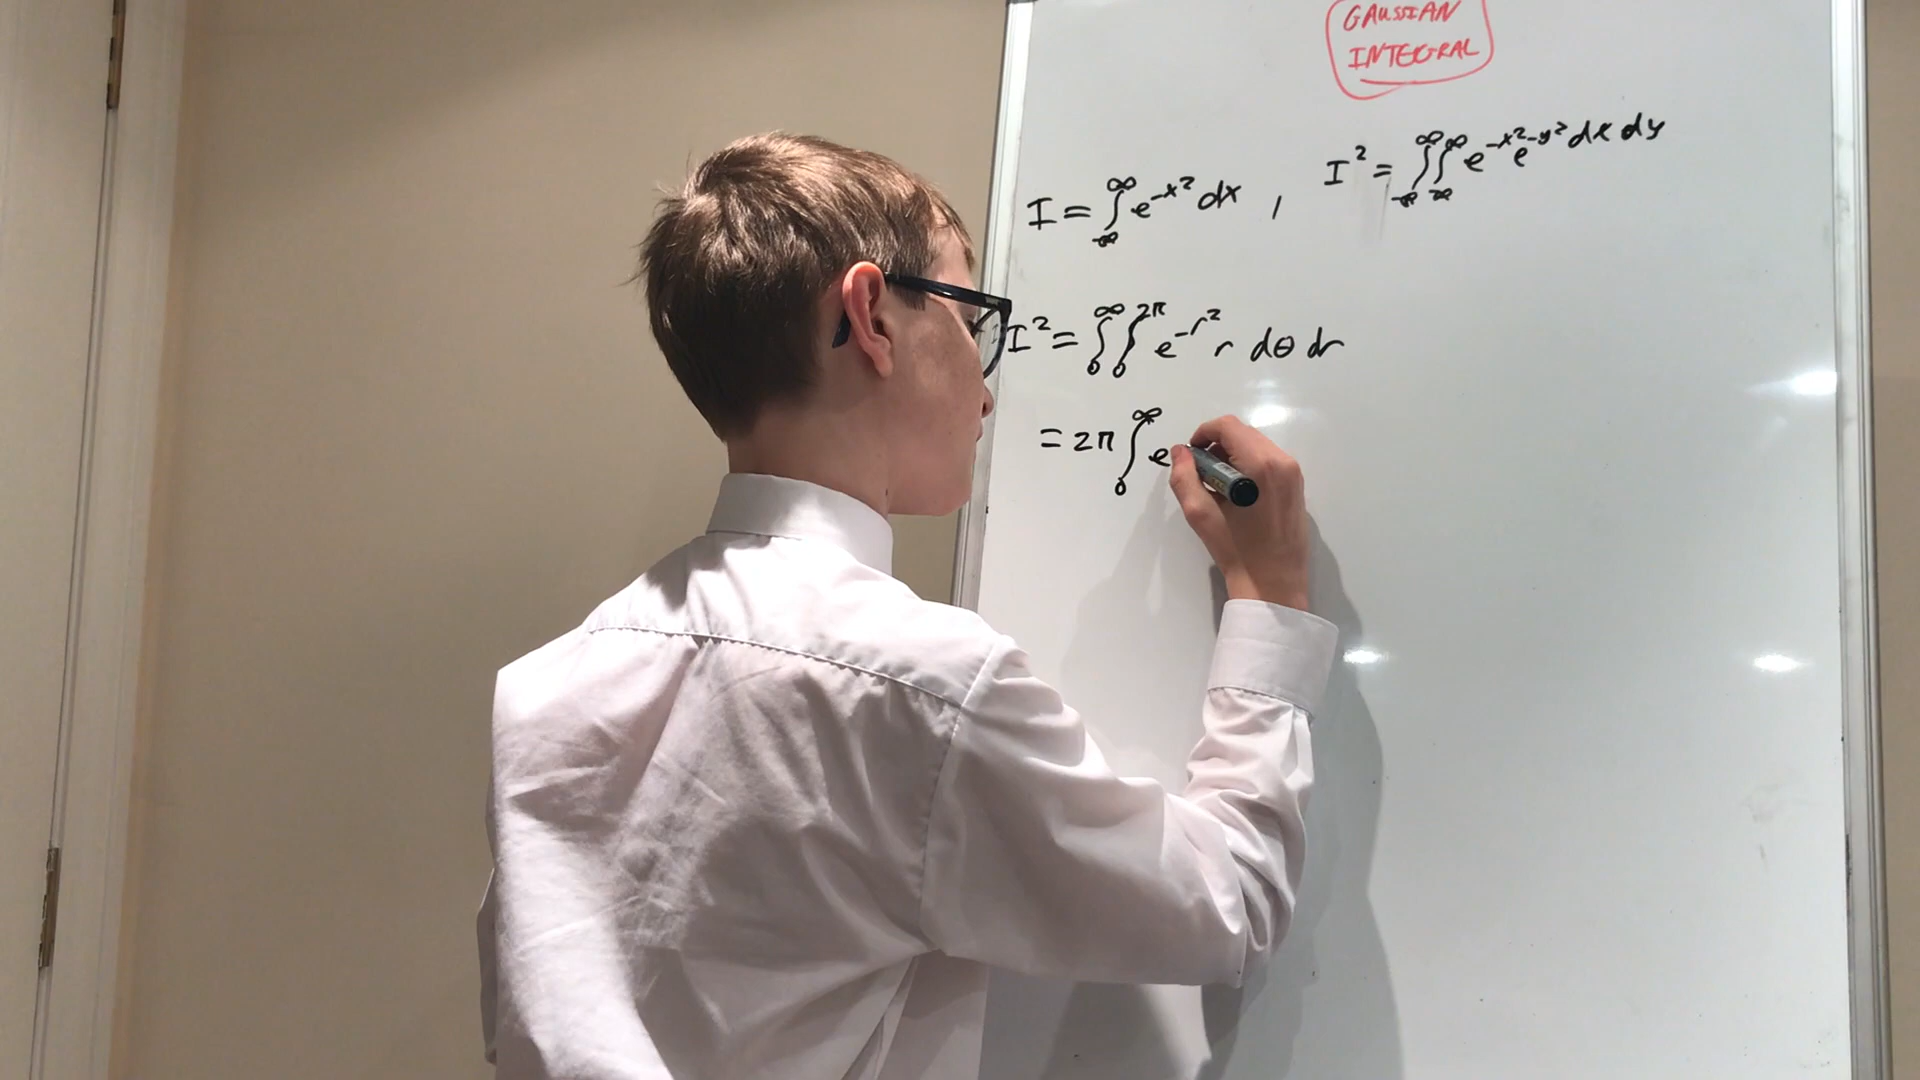 GAUSSIAN
INTEGRAL
I = ∫_{-∞}^{∞} e^{-x²} dx , I² = ∫_{-∞}^{∞} ∫_{-∞}^{∞} e^{-x²} e^{-y²} dx dy
I² = ∫_0^∞ ∫_0^{2π} e^{-r²} r dθ dr
= 2π ∫_0^∞ e